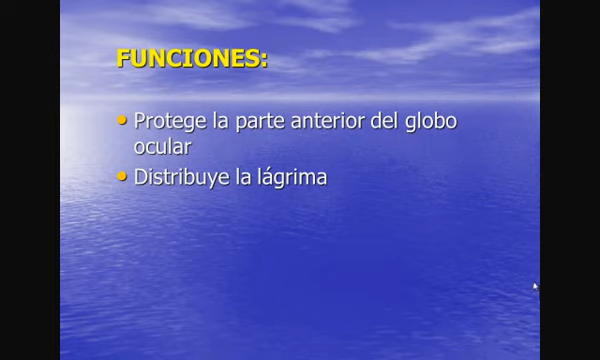 FUNCIONES:
• Protege la parte anterior del globo
ocular
• Distribuye la lágrima